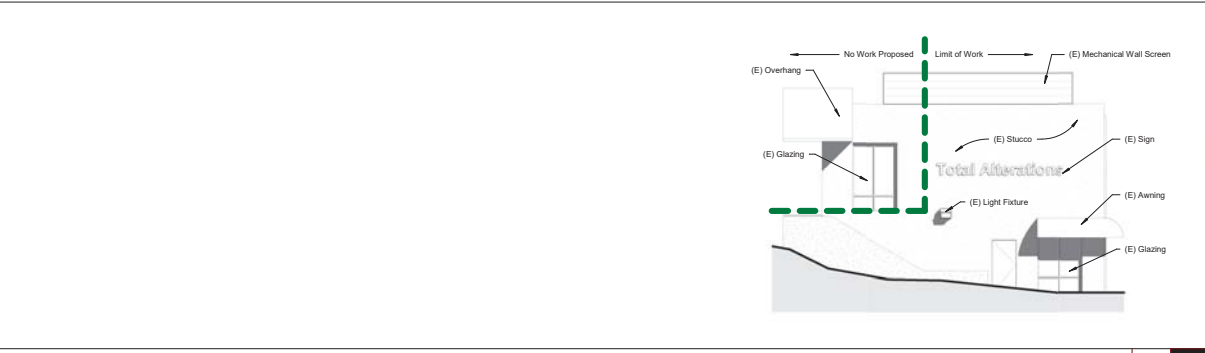 No Work Proposed
Limit of Work
(E) Mechanical Wall Screen
(E) Overhang
(E) Stucco
(E) Sign
(E) Glazing
Total Alterations
(E) Awning
(E) Light Fixture
(E) Glazing